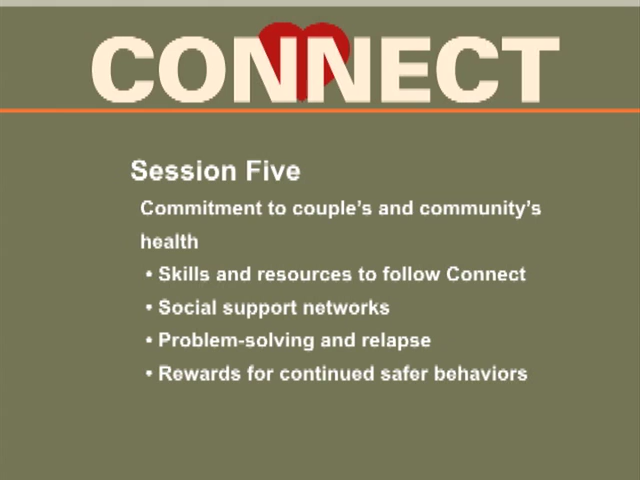 CONNECT
Session Five
Commitment to couple's and community's
health
• Skills and resources to follow Connect
• Social support networks
• Problem-solving and relapse
• Rewards for continued safer behaviors